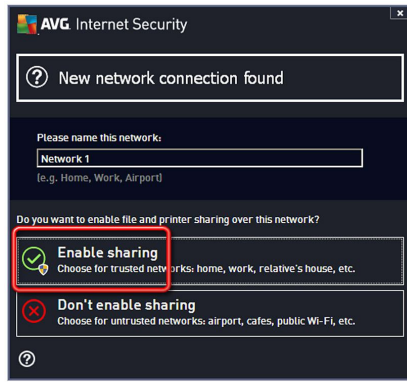 AVG. Internet Security
New network connection found
Please name this network:
Network 1
(e.g. Home, Work, Airport)
Do you want to enable file and printer sharing over this network?
Enable sharing
Choose for trusted networks: home, work, relative's house, etc.
Don't enable sharing
Choose for untrusted networks: airport, cafes, public Wi-Fi, etc.